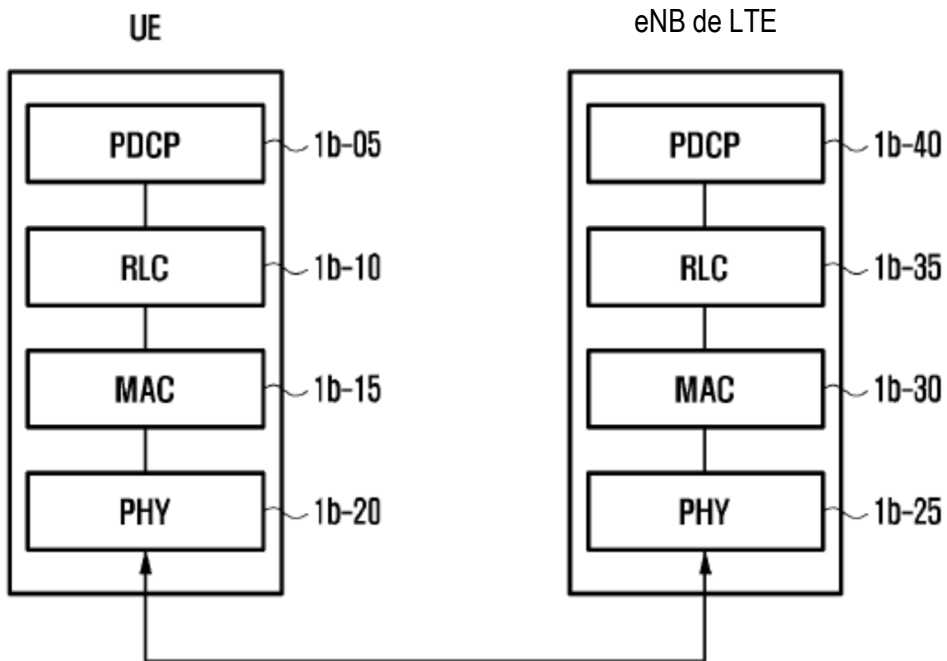 UE
eNB de LTE
PDCP 1b-05
PDCP 1b-40
RLC 1b-10
RLC 1b-35
MAC 1b-15
MAC 1b-30
PHY 1b-20
PHY 1b-25